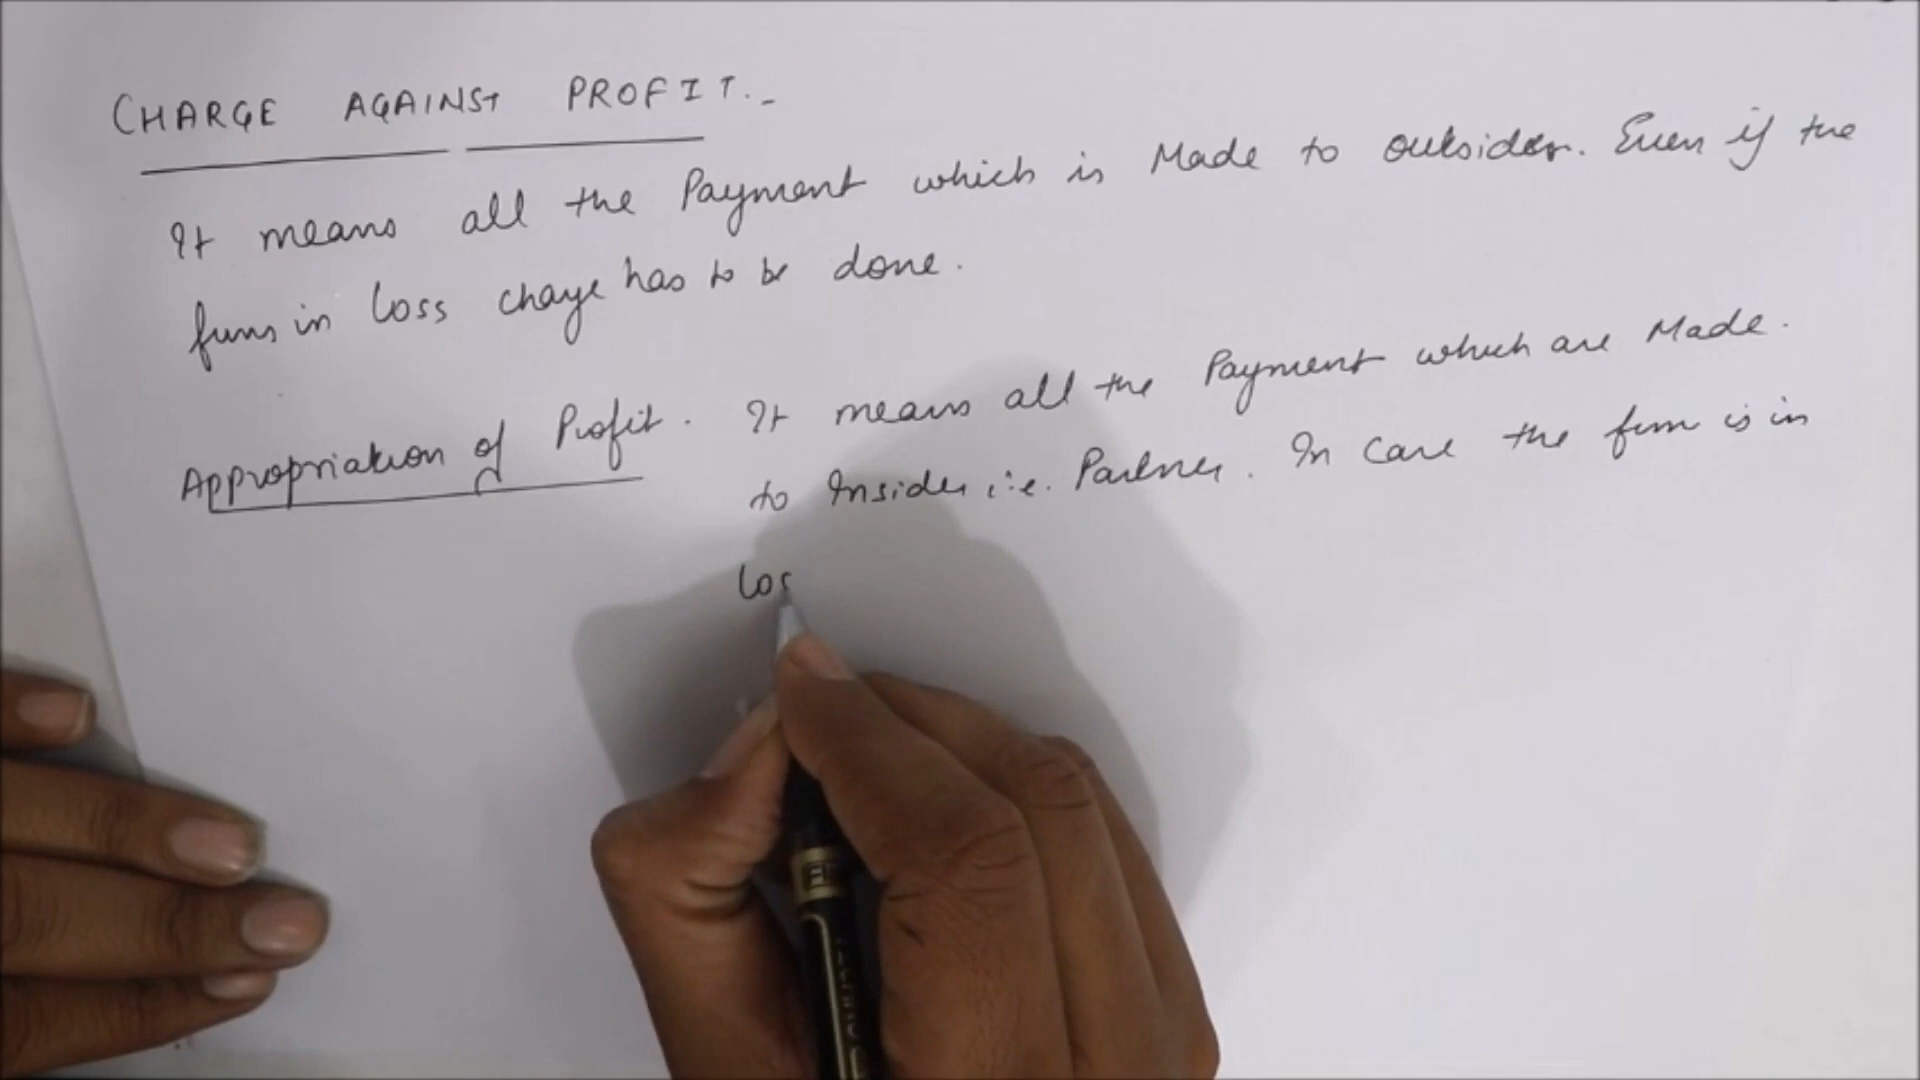 CHARGE AGAINST PROFIT.-
It means all the Payment which is Made to outsider. Even if the
firms in loss charge has to be done.
Appropriation of Profit. It means all the Payment which are Made.
to Insider i.e. Partner. In Case the firm is in
los